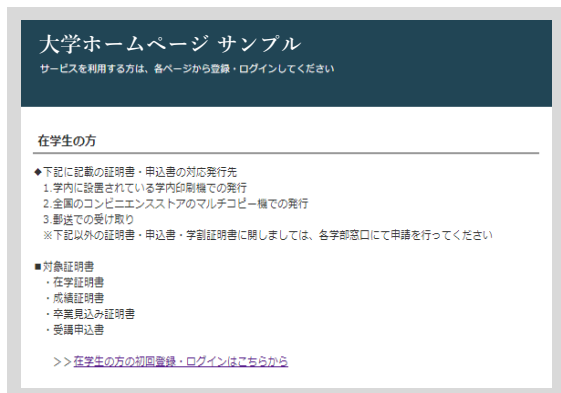 大学ホームページ サンプル
サービスを利用する方は、各ページから登録・ログインしてください
在学生の方
◆下記に記載の証明書・申込書の対応発行先
1.学内に設置されている学内印刷機での発行
2.全国のコンビニエンスストアのマルチコピー機での発行
3.郵送での受け取り
※下記以外の証明書・申込書・学割証明書に開しましては、各学部窓口にて申請を行ってください
■対象証明書
・在学証明書
・成績証明書
・卒業見込み証明書
・受講申込書
>>在学生の方の初回登録・ログインはこちらから